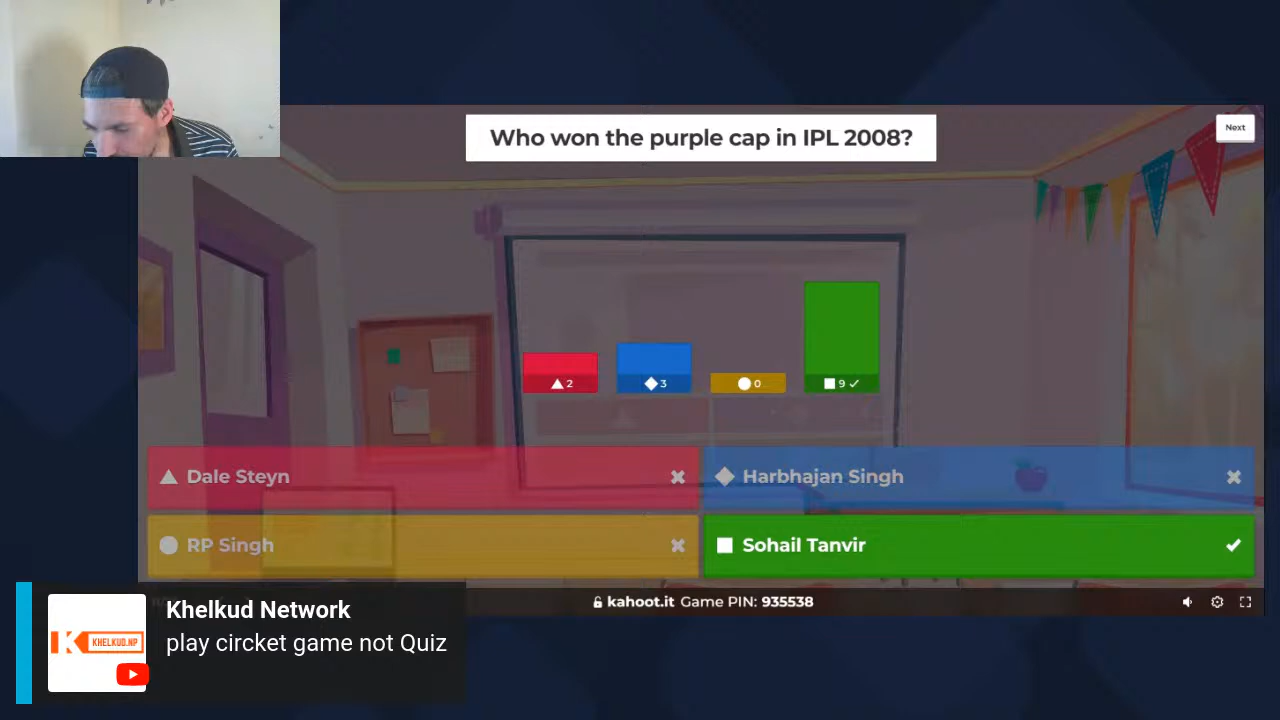 Who won the purple cap in IPL 2008?
Next
2
3
0
9
Dale Steyn
Harbhajan Singh
RP Singh
Sohail Tanvir
kahoot.it Game PIN: 935538
Khelkud Network
play circket game not Quiz
K KHELKUD.NP